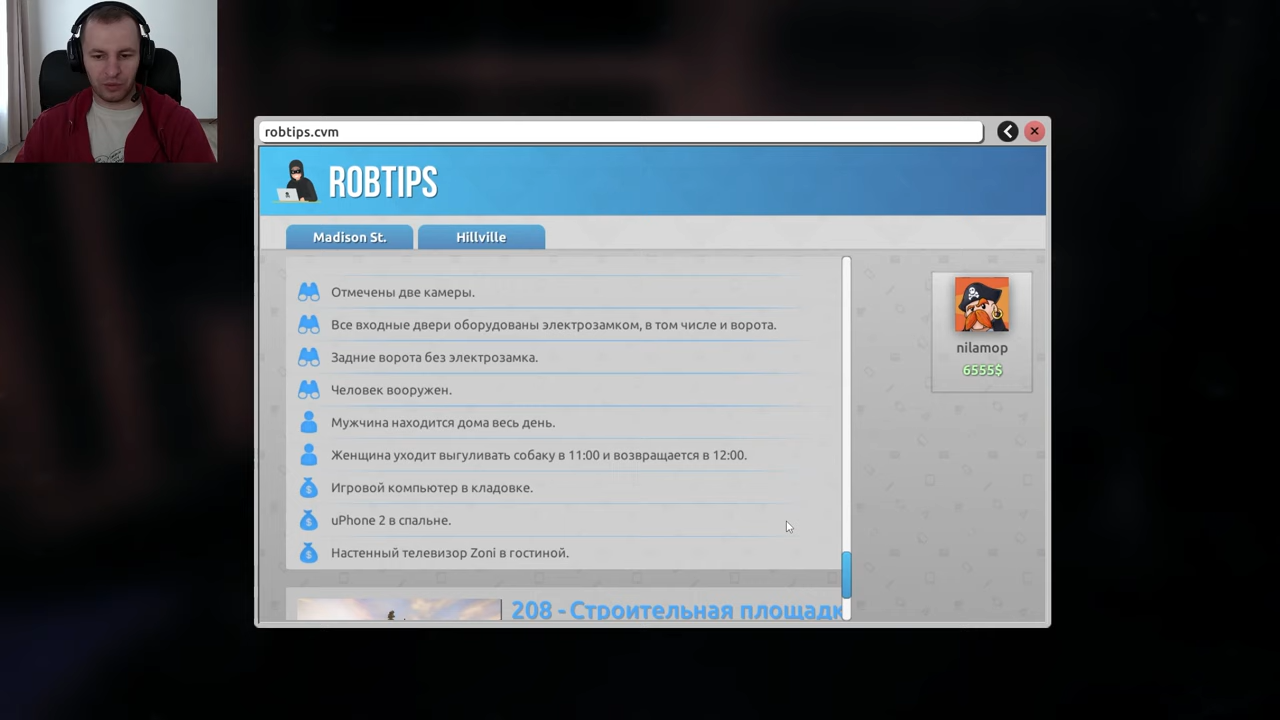 robtips.cvm
ROBTIPS
Madison St.
Hillville
Отмечены две камеры.
Все входные двери оборудованы электрозамком, в том числе и ворота.
Задние ворота без электрозамка.
Человек вооружен.
Мужчина находится дома весь день.
Женщина уходит выгуливать собаку в 11:00 и возвращается в 12:00.
Игровой компьютер в кладовке.
uPhone 2 в спальне.
Настенный телевизор Zoni в гостиной.
208 - Строительная площадк
nilamop
6555$